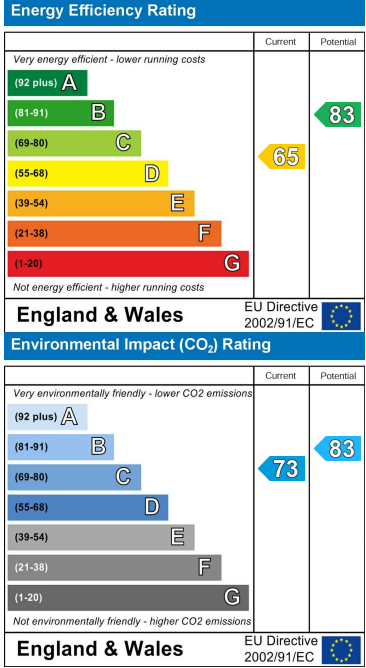 Energy Efficiency Rating
Current Potential
Very energy efficient - lower running costs
(92 plus) A
(81-91) B
83
(69-80) C
65
(55-68) D
(39-54) E
(21-38) F
(1-20) G
Not energy efficient - higher running costs
England & Wales
EU Directive
2002/91/EC
Environmental Impact (CO₂) Rating
Current Potential
Very environmentally friendly - lower CO2 emissions
(92 plus) A
(81-91) B
83
(69-80) C
73
(55-68) D
(39-54) E
(21-38) F
(1-20) G
Not environmentally friendly - higher CO2 emissions
England & Wales
EU Directive
2002/91/EC